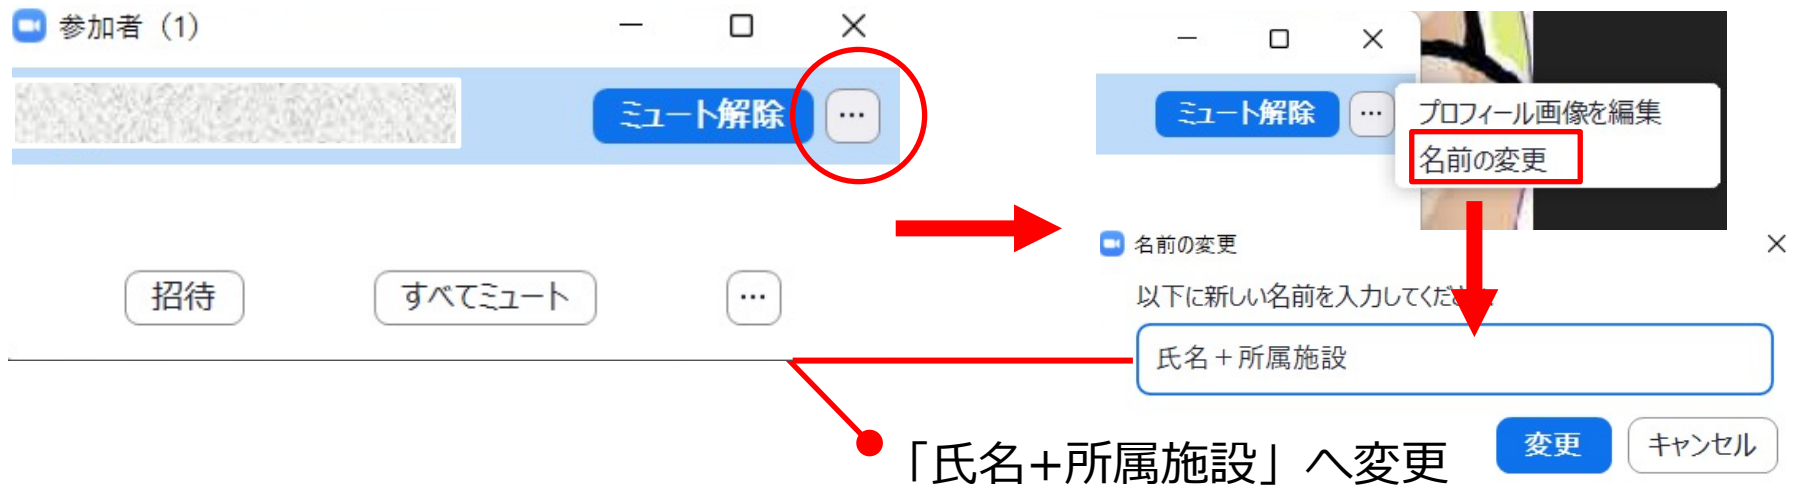 参加者 (1)
ミュート解除 …
招待 すべてミュート …
ミュート解除 …
プロフィール画像を編集
名前の変更
名前の変更
以下に新しい名前を入力してくだ
氏名＋所属施設
変更 キャンセル
「氏名+所属施設」へ変更